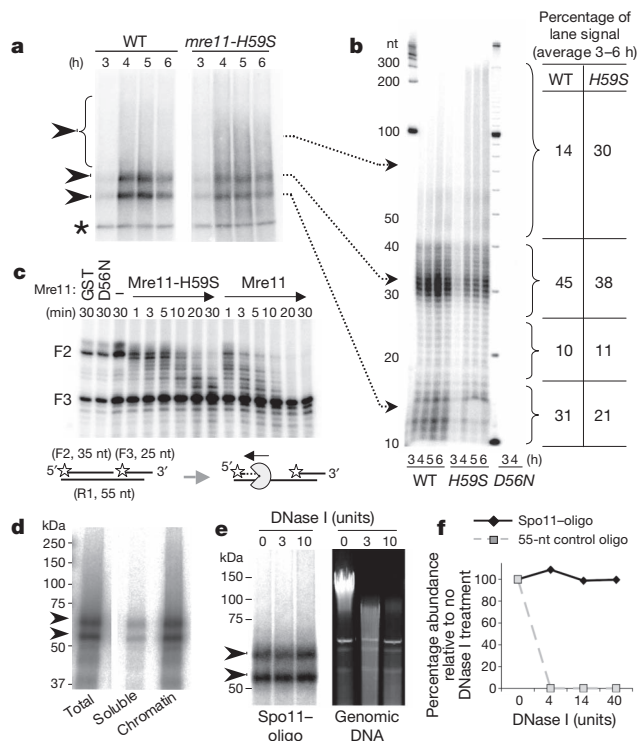 a
WT mre11-H59S
(h) 3 4 5 6 3 4 5 6
*
b
nt
300
200
100
50
40
30
20
10
3 4 5 6 3 4 5 6 3 4 (h)
WT H59S D56N
Percentage of
lane signal
(average 3–6 h)
WT H59S
14 30
45 38
10 11
31 21
c
Mre11: GST D56N – Mre11-H59S Mre11
(min) 30 30 30 1 3 5 10 20 30 1 3 5 10 20 30
F2
F3
(F2, 35 nt) (F3, 25 nt)
5′ 3′ 5′ 3′
(R1, 55 nt)
d
kDa
250
150
100
75
50
37
Total Soluble Chromatin
e
DNase I (units)
0 3 10 0 3 10
kDa
150
100
75
50
Spo11–
oligo
Genomic
DNA
f
Spo11–oligo
55-nt control oligo
Percentage abundance
relative to no
DNase I treatment
100
80
60
40
20
0
0 4 14 40
DNase I (units)